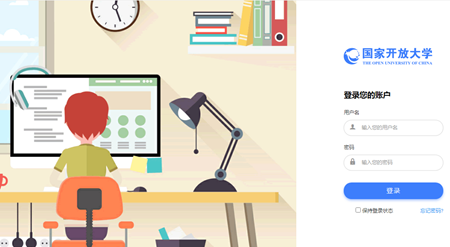 国家开放大学
THE OPEN UNIVERSITY OF CHINA
登录您的账户
用户名
输入您的用户名
密码
输入您的密码
登录
保持登录状态 忘记密码?